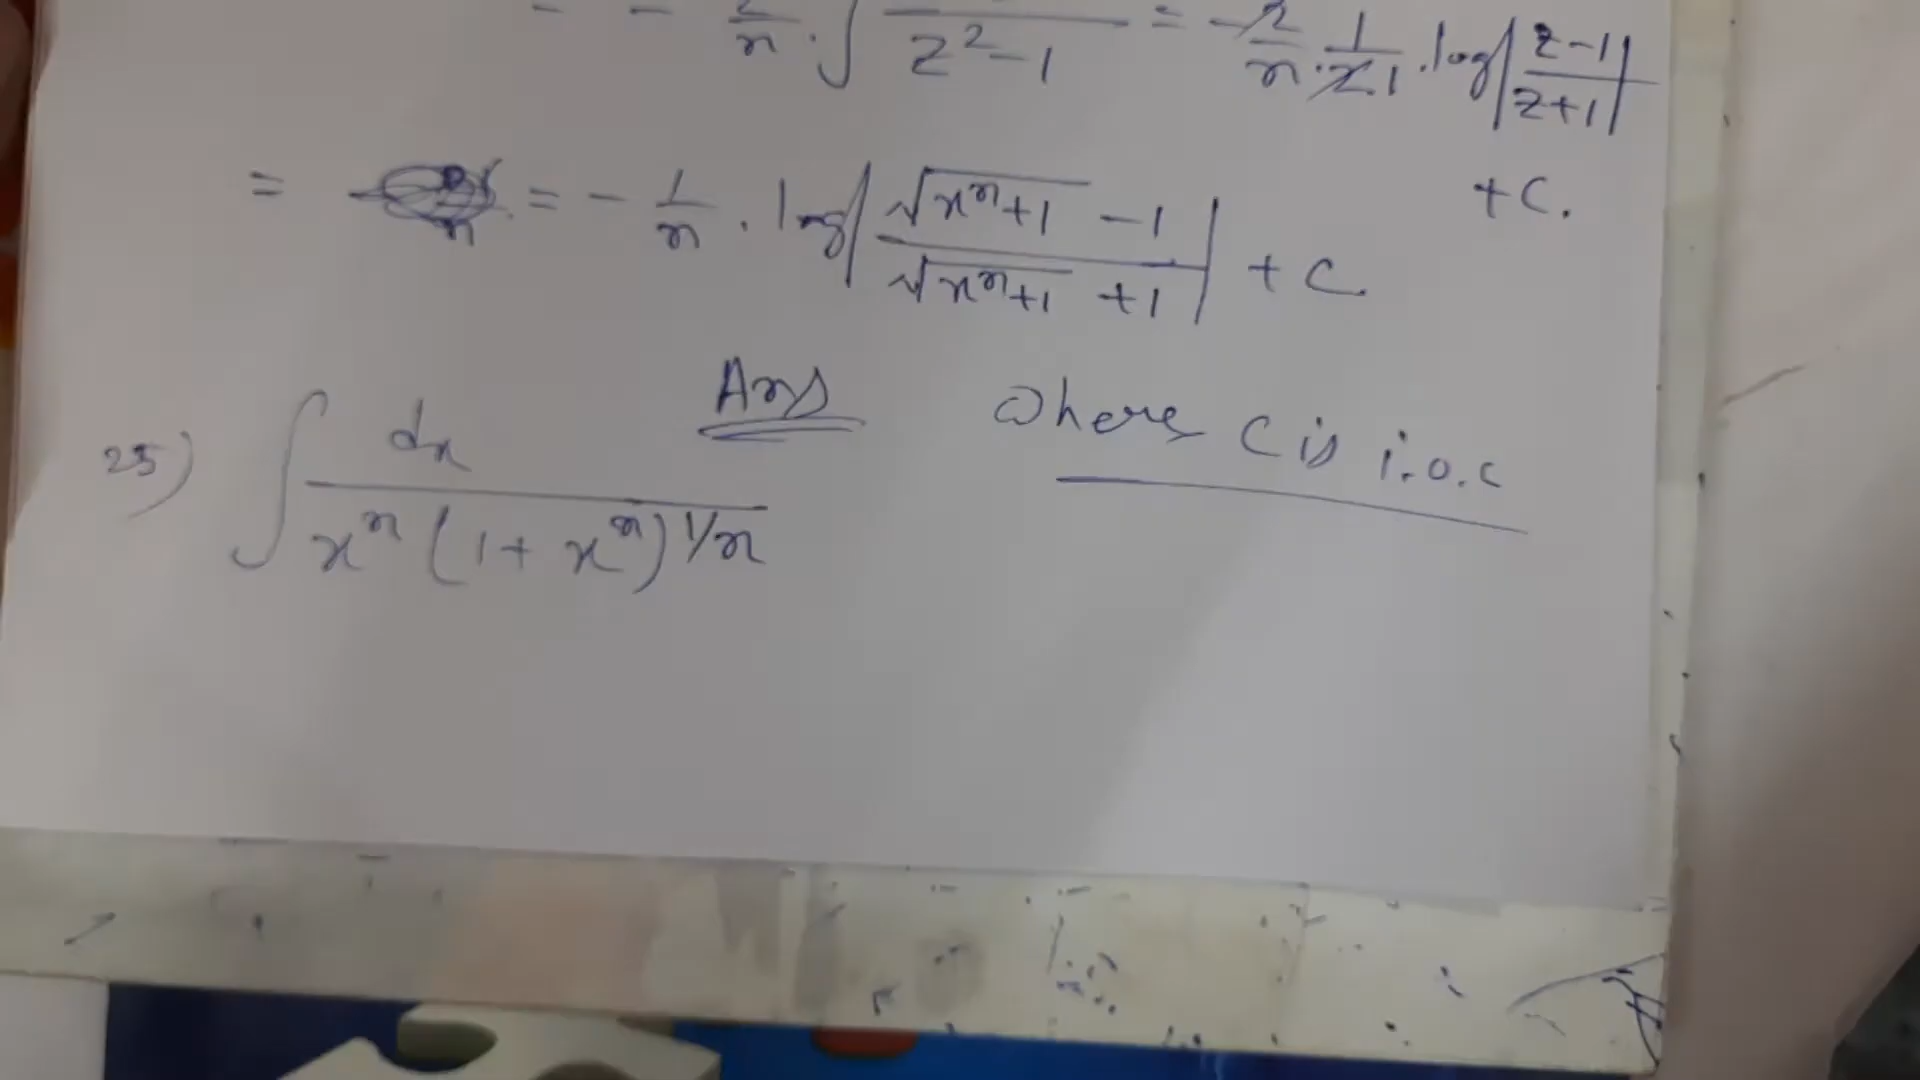 = - 2/n . ∫ /z²-1 = -2/n . 1/2.1 . log|z-1/z+1| + C.
= = - 1/n . log|√(xⁿ+1) -1 / √(xⁿ+1) +1| + C
Ans where C is i.o.c
25) ∫ dx / xⁿ (1+xⁿ)^1/n